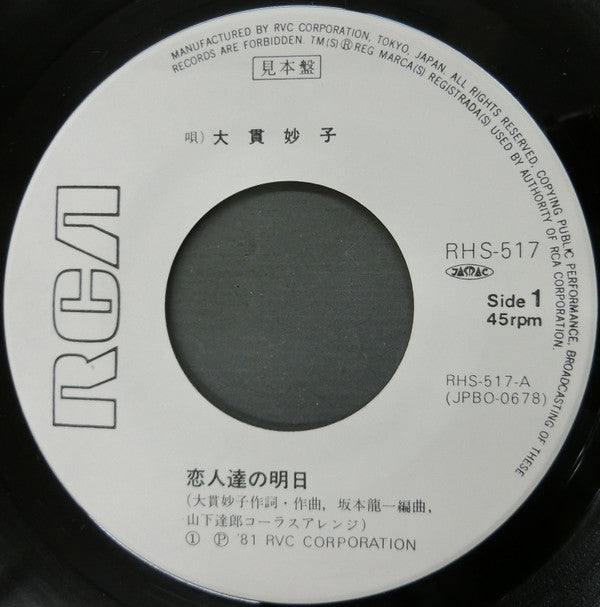 MANUFACTURED BY RVC CORPORATION, TOKYO, JAPAN. ALL RIGHTS RESERVED. COPYING PUBLIC PERFORMANCE, BROADCASTING OF THESE
RECORDS ARE FORBIDDEN. TM(S) ® REG MARCA(S) REGISTRADA(S) USED BY AUTHORITY OF RCA CORPORATION.
見本盤
唄) 大貫妙子
RCA
RHS-517
JASRAC
Side 1
45rpm
RHS-517-A
(JPBO-0678)
恋人達の明日
(大貫妙子作詞・作曲, 坂本龍一編曲,
山下達郎コーラスアレンジ)
① Ⓟ '81 RVC CORPORATION